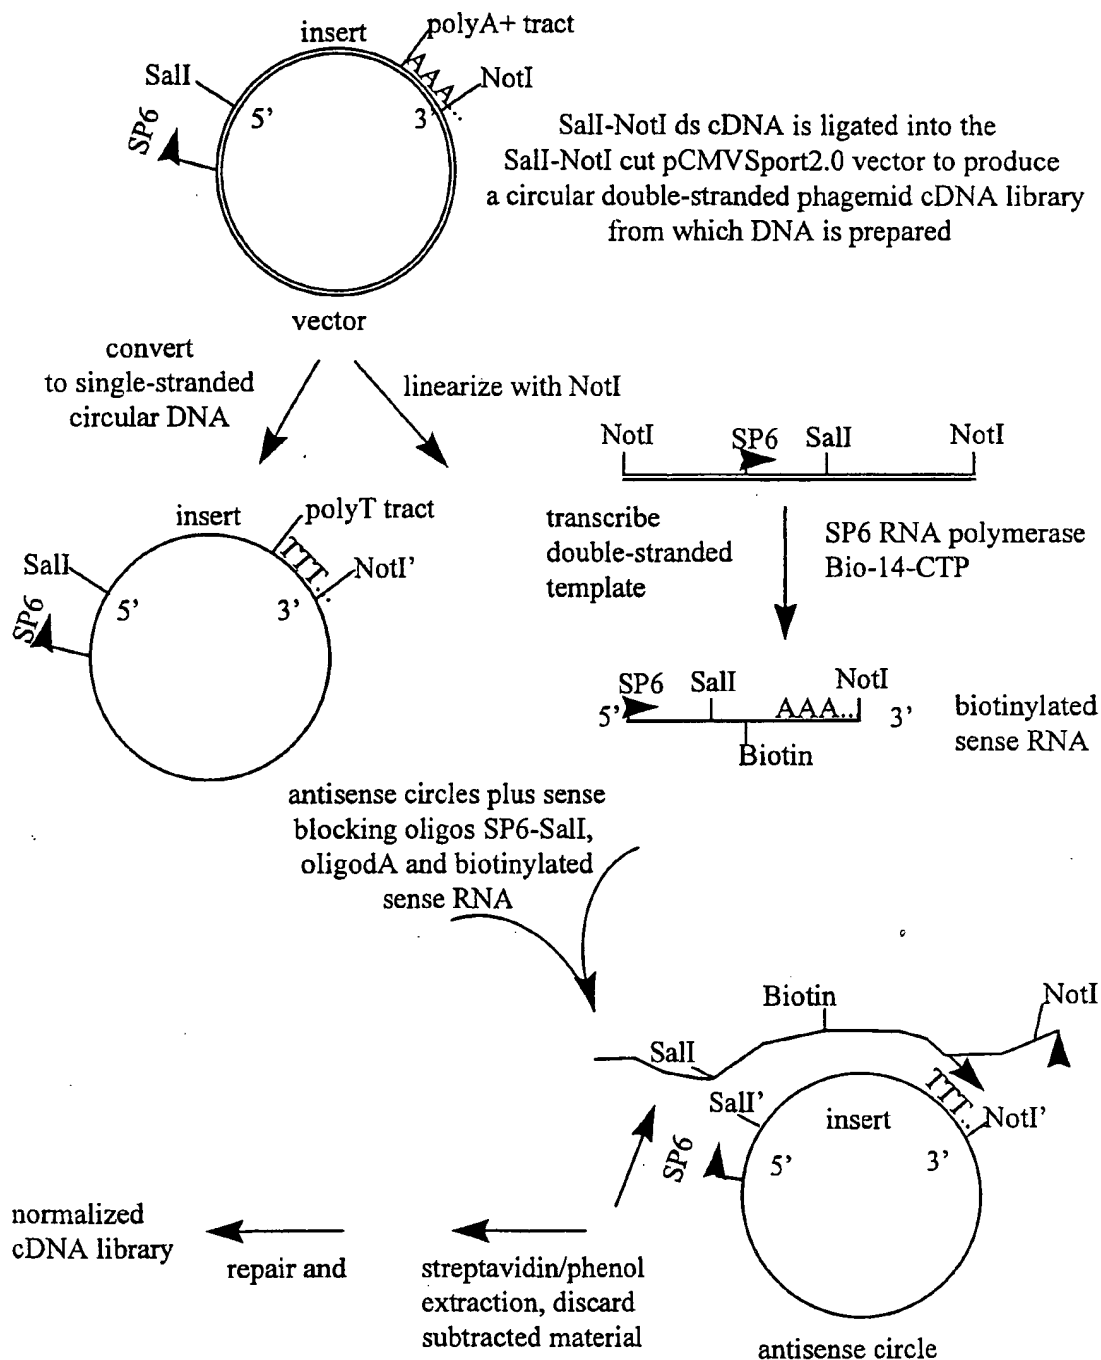 insert
polyA+ tract
AAA..
SalI
NotI
5'
3'
SP6
SalI-NotI ds cDNA is ligated into the
SalI-NotI cut pCMVSport2.0 vector to produce
a circular double-stranded phagemid cDNA library
from which DNA is prepared
vector
convert
to single-stranded
circular DNA
linearize with NotI
NotI
SP6
SalI
NotI
insert
polyT tract
TTT..
SalI
NotI'
5'
3'
SP6
transcribe
double-stranded
template
SP6 RNA polymerase
Bio-14-CTP
SP6
SalI
NotI
5'
AAA..
3'
Biotin
biotinylated
sense RNA
antisense circles plus sense
blocking oligos SP6-SalI,
oligodA and biotinylated
sense RNA
Biotin
NotI
SalI
TTT..
SalI'
insert
NotI'
SP6
5'
3'
normalized
cDNA library
repair and
streptavidin/phenol
extraction, discard
subtracted material
antisense circle